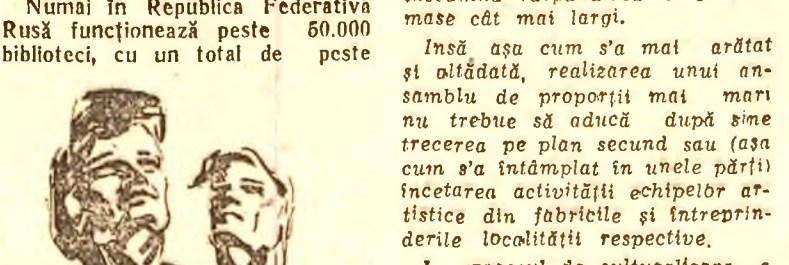 Numai în Republica Federativa
Rusă funcționează peste 50.000
biblioteci, cu un total de peste
mase cât mai largi.
Insă așa cum s'a mai arătat
și altădată, realizarea unui an-
samblu de proporții mai mari
nu trebue să aducă după sine
trecerea pe plan secund sau (așa
cum s'a întâmplat în unele părți)
încetarea activității echipelor ar-
tistice din fabricile și întreprin-
derile localității respective.